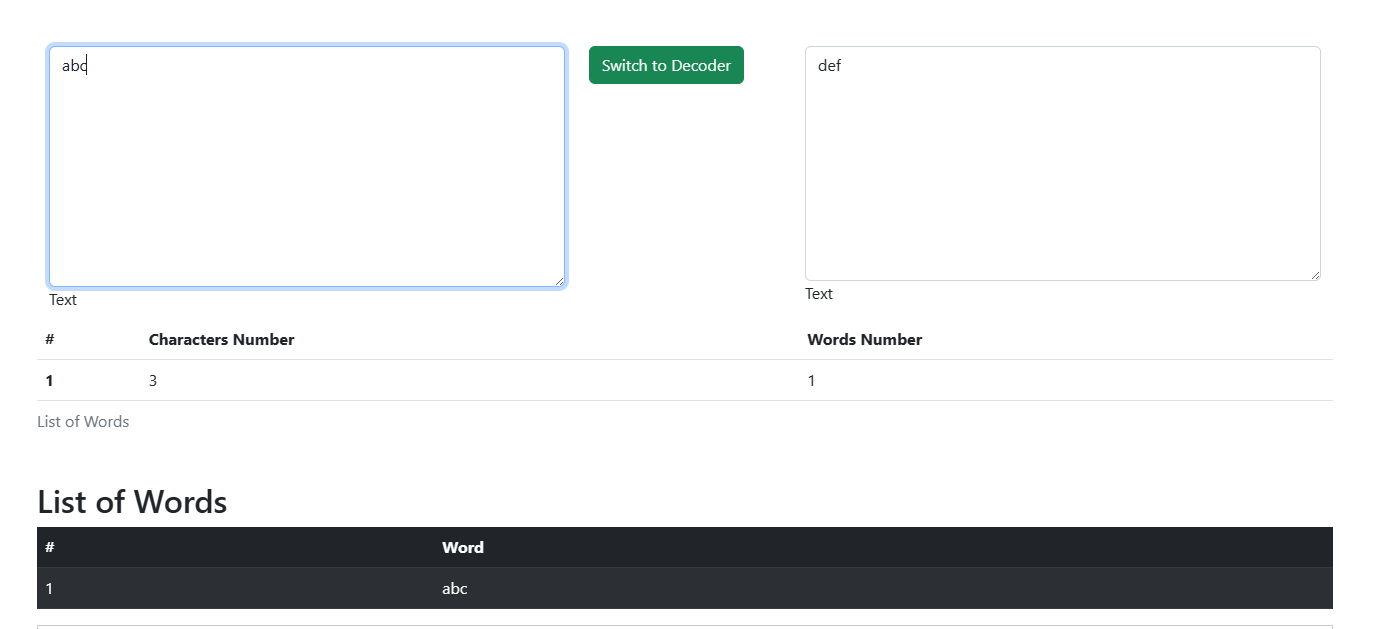 abc
Switch to Decoder
def
Text
Text
# Characters Number Words Number
1 3 1
List of Words
List of Words
# Word
1 abc